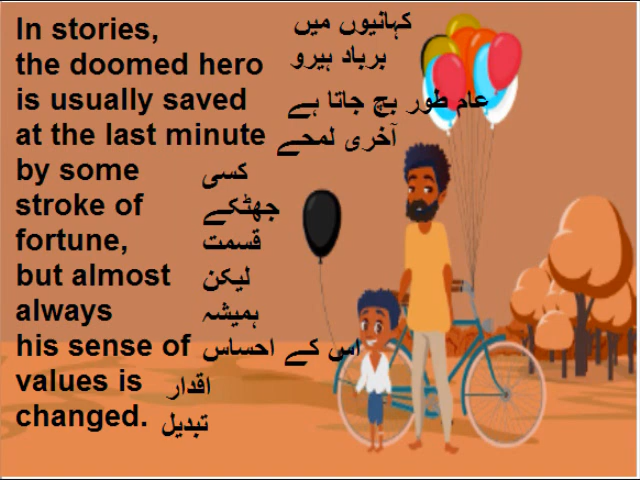 In stories, کہانیوں میں
the doomed hero برباد ہیرو
is usually saved عام طور بچ جاتا ہے
at the last minute آخری لمحے
by some کسی
stroke of جھٹکے
fortune, قسمت
but almost لیکن
always ہمیشہ
his sense of اس کے احساس
values is اقدار
changed. تبدیل